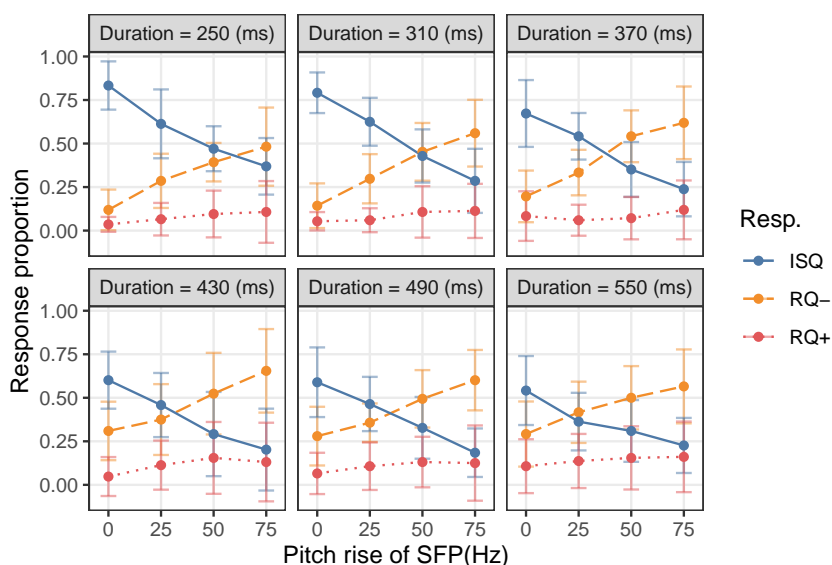 Duration = 250 (ms) Duration = 310 (ms) Duration = 370 (ms)
1.00
0.75
0.50
0.25
0.00
Duration = 430 (ms) Duration = 490 (ms) Duration = 550 (ms)
1.00
0.75
0.50
0.25
0.00
0 25 50 75 0 25 50 75 0 25 50 75
Pitch rise of SFP(Hz)
Response proportion
Resp.
ISQ
RQ−
RQ+